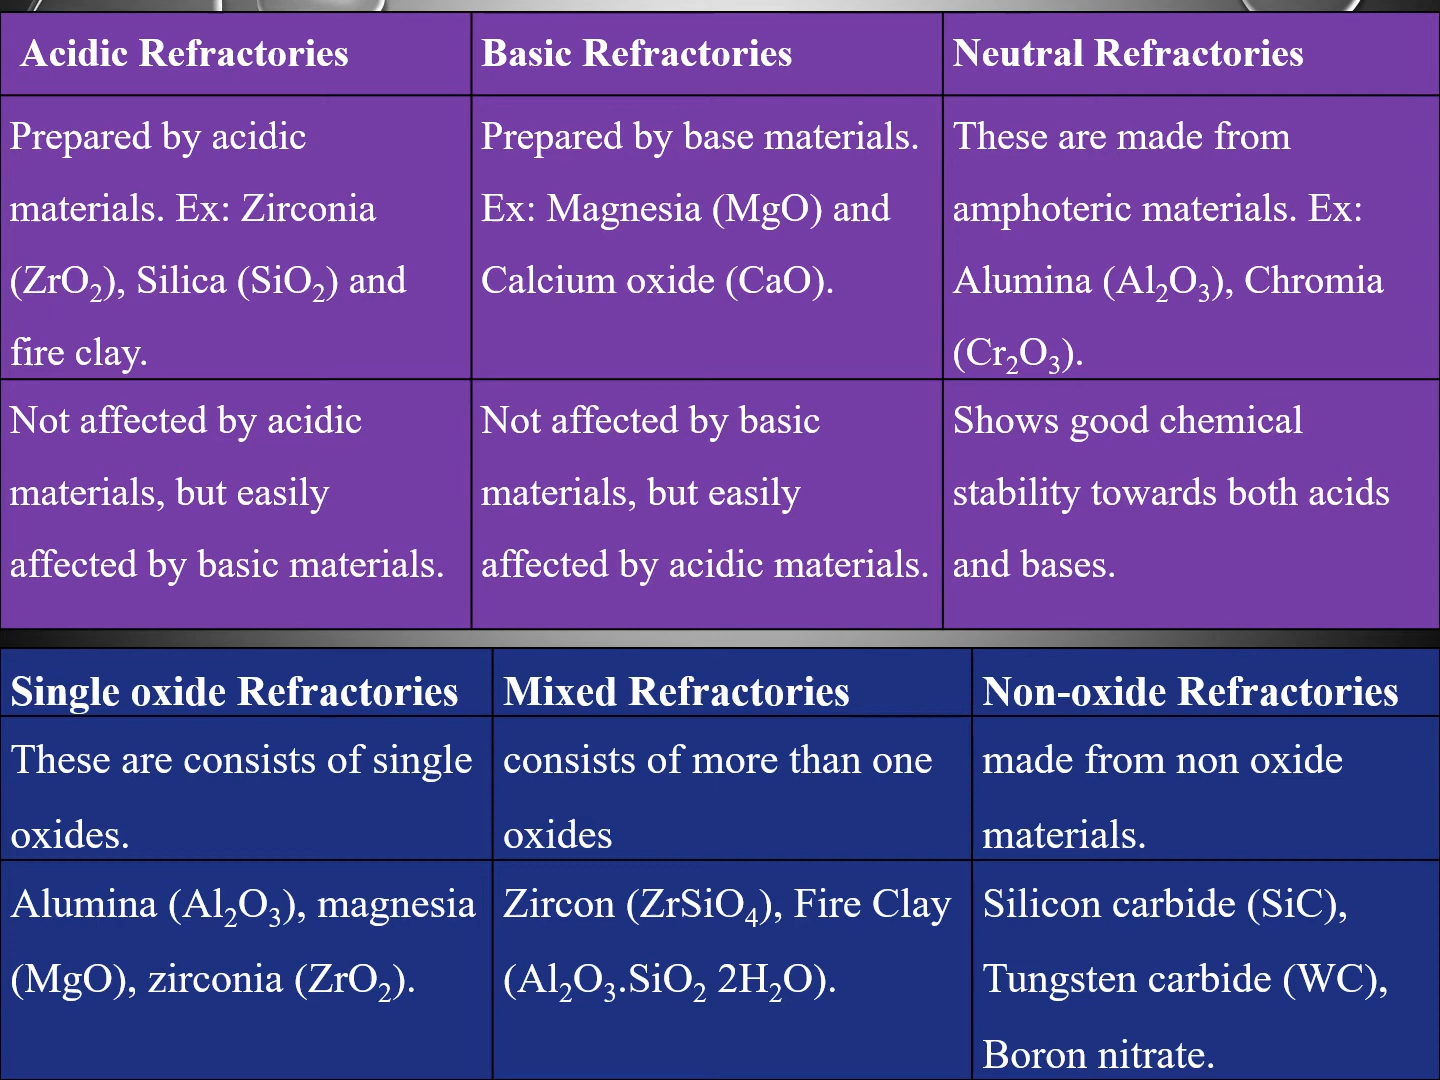 Acidic Refractories
Basic Refractories
Neutral Refractories
Prepared by acidic
materials. Ex: Zirconia
(ZrO₂), Silica (SiO₂) and
fire clay.
Prepared by base materials.
Ex: Magnesia (MgO) and
Calcium oxide (CaO).
These are made from
amphoteric materials. Ex:
Alumina (Al₂O₃), Chromia
(Cr₂O₃).
Not affected by acidic
materials, but easily
affected by basic materials.
Not affected by basic
materials, but easily
affected by acidic materials.
Shows good chemical
stability towards both acids
and bases.
Single oxide Refractories
Mixed Refractories
Non-oxide Refractories
These are consists of single
oxides.
consists of more than one
oxides
made from non oxide
materials.
Alumina (Al₂O₃), magnesia
(MgO), zirconia (ZrO₂).
Zircon (ZrSiO₄), Fire Clay
(Al₂O₃.SiO₂ 2H₂O).
Silicon carbide (SiC),
Tungsten carbide (WC),
Boron nitrate.